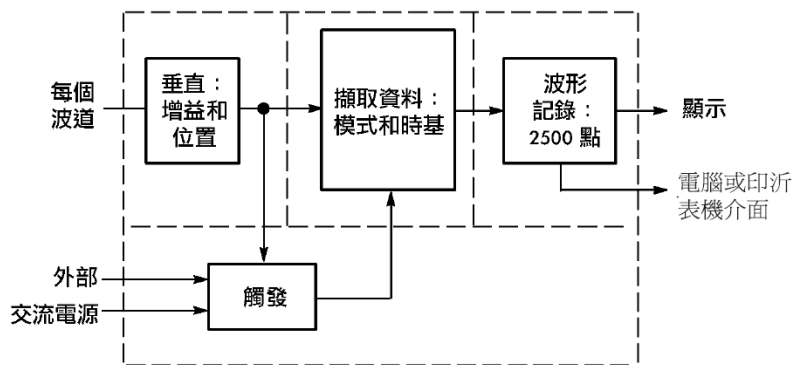 每個
波道
垂直：
增益和
位置
擷取資料：
模式和時基
波形
記錄：
2500 點
顯示
電腦或印沂
表機介面
外部
交流電源
觸發